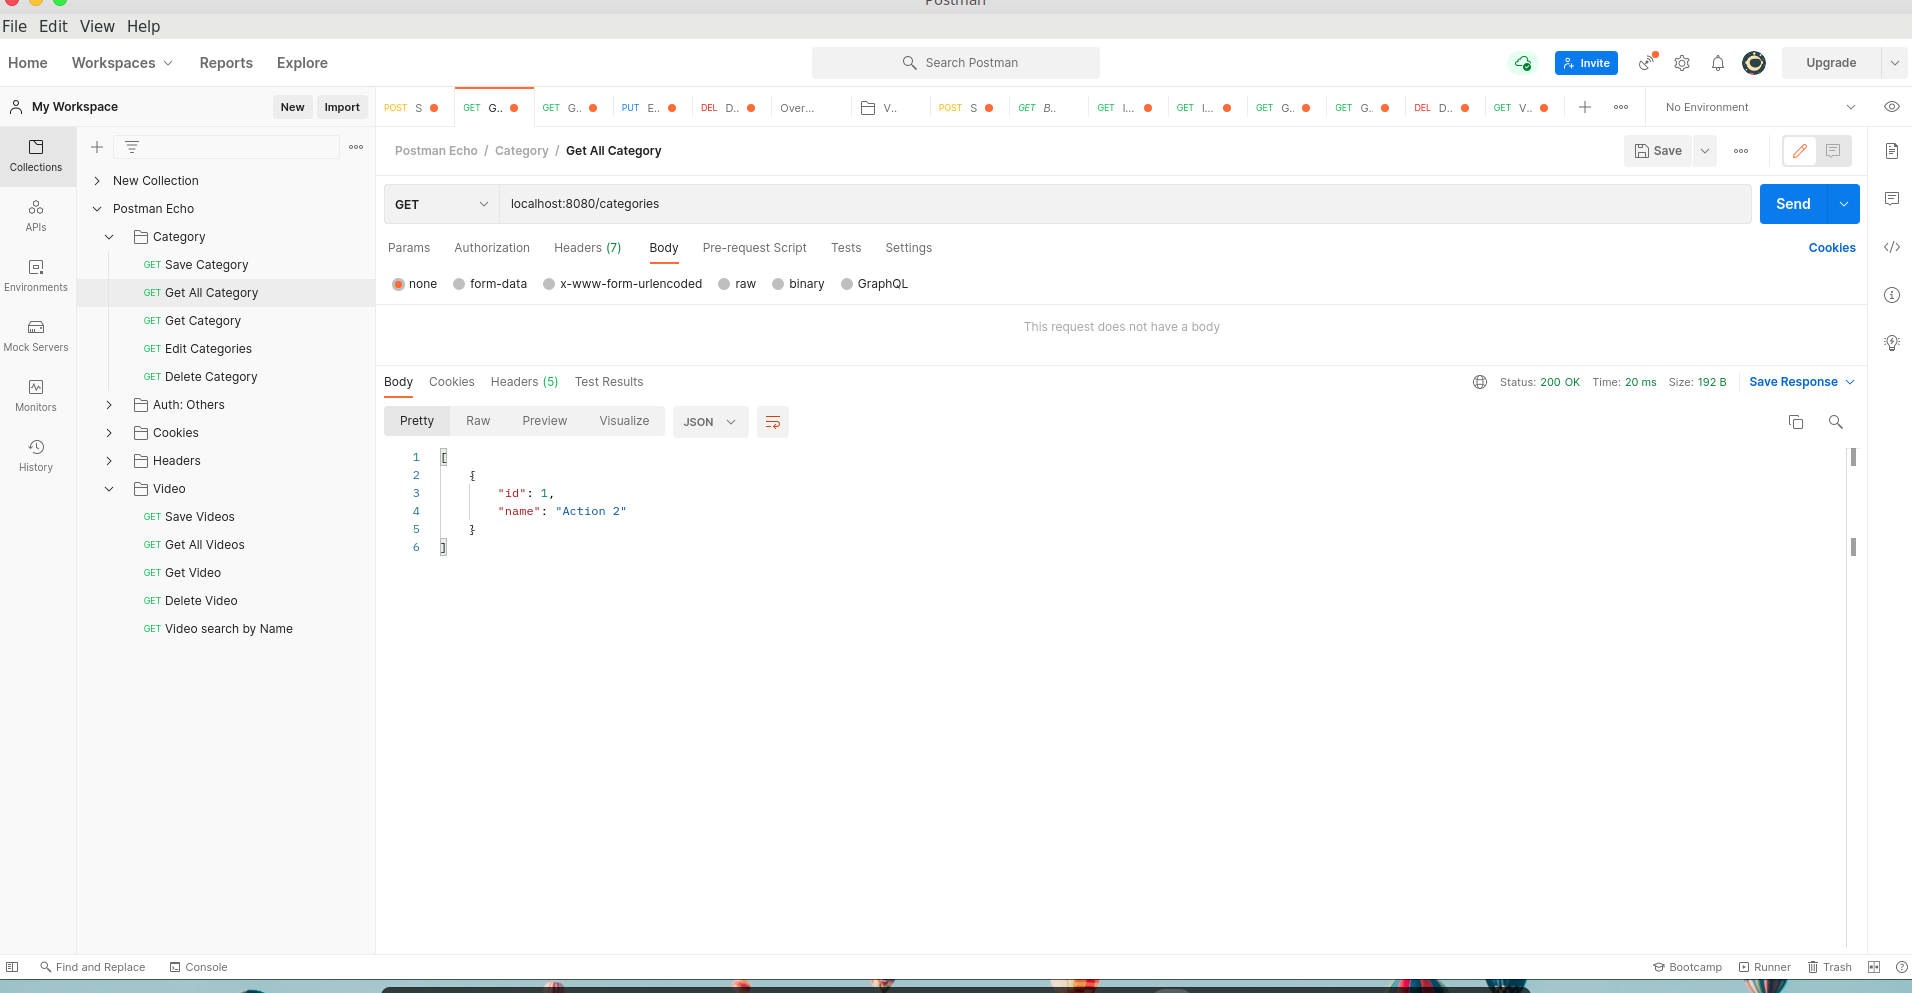 Postman
File Edit View Help
Home Workspaces Reports Explore
Search Postman
Invite
Upgrade
My Workspace New Import
POST S
GET G..
GET G..
PUT E..
DEL D..
Over...
V..
POST S
GET B..
GET I...
GET I...
GET G..
GET G..
DEL D..
GET V..
No Environment
Collections
APIs
Environments
Mock Servers
Monitors
History
New Collection
Postman Echo
Category
GET Save Category
GET Get All Category
GET Get Category
GET Edit Categories
GET Delete Category
Auth: Others
Cookies
Headers
Video
GET Save Videos
GET Get All Videos
GET Get Video
GET Delete Video
GET Video search by Name
Postman Echo / Category / Get All Category
Save
GET localhost:8080/categories Send
Params Authorization Headers (7) Body Pre-request Script Tests Settings Cookies
none form-data x-www-form-urlencoded raw binary GraphQL
This request does not have a body
Body Cookies Headers (5) Test Results
Status: 200 OK Time: 20 ms Size: 192 B Save Response
Pretty Raw Preview Visualize JSON
1 [
2 {
3 "id": 1,
4 "name": "Action 2"
5 }
6 ]
Find and Replace Console
Bootcamp Runner Trash